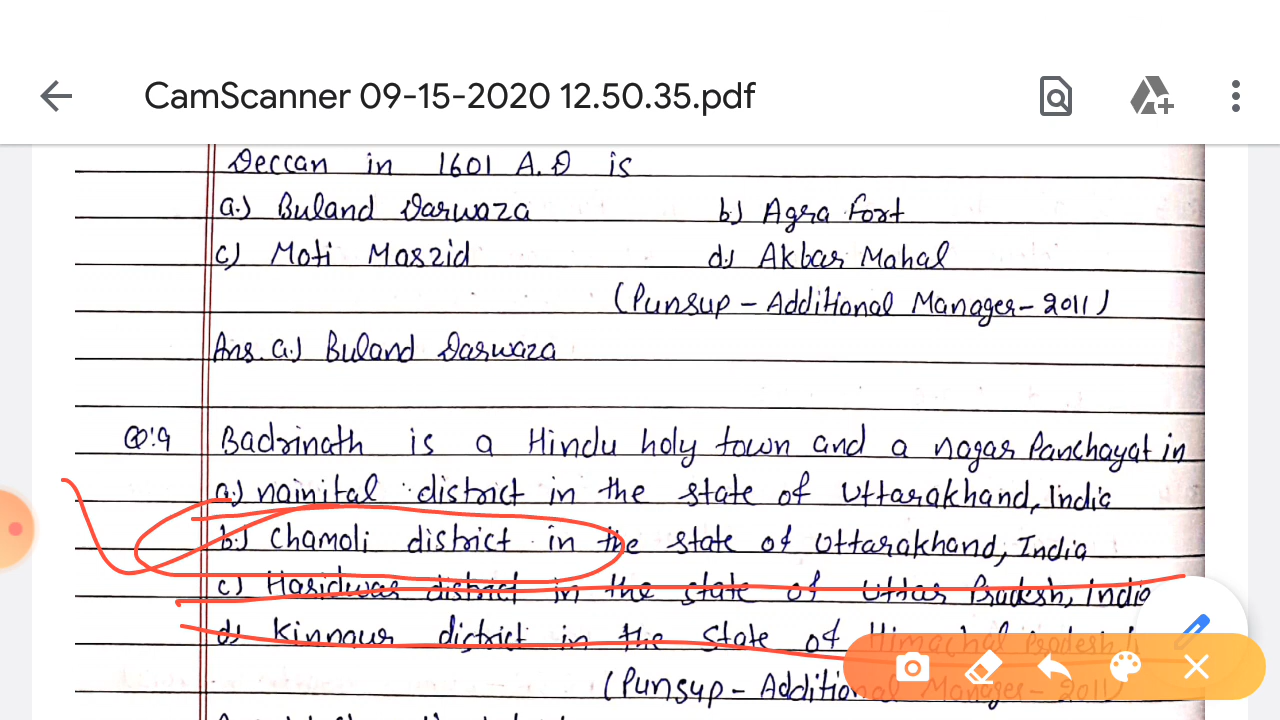 CamScanner 09-15-2020 12.50.35.pdf
Deccan in 1601 A.D is
a.) Buland Darwaza b) Agra Fort
c) Moti Maszid d.) Akbar Mahal
(Punsup - Additional Manager - 2011)
Ans. a.) Buland Darwaza
Q:9 Badrinath is a Hindu holy town and a nagar Panchayat in
a.) nainital district in the state of Uttarakhand, India
b.) Chamoli district in the state of Uttarakhand, India
c) Haridwar district in the state of Uttar Pradesh, India
d) Kinnaur district in the state of Himachal Pradesh
(Punsup - Additional Manager - 2011)